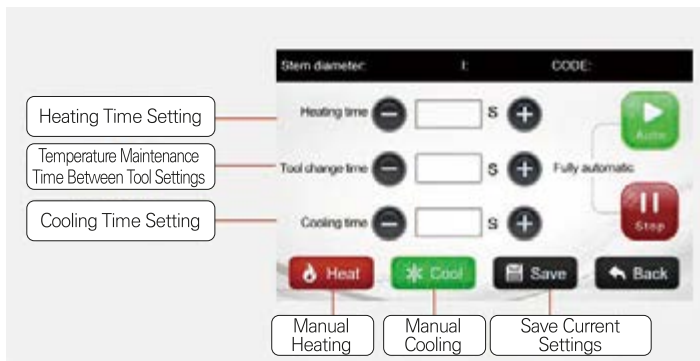 Stem diameter: I: CODE:
Heating Time Setting
Heating time S
Auto
Temperature Maintenance
Time Between Tool Settings
Tool change time S Fully automatic
Cooling Time Setting
Cooling time S
Stop
Heat Cool Save Back
Manual
Heating
Manual
Cooling
Save Current
Settings